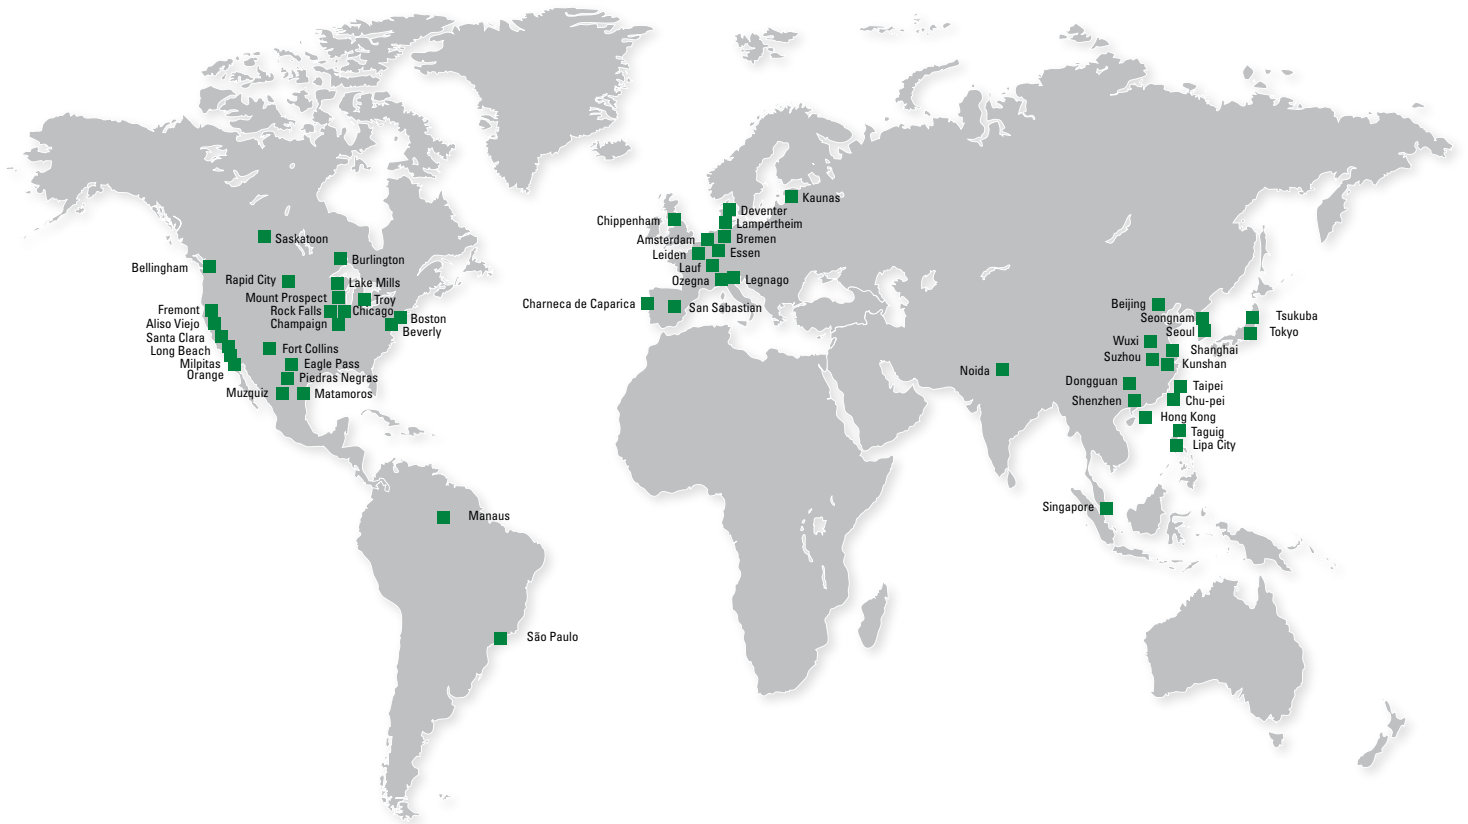 Saskatoon
Burlington
Bellingham
Rapid City
Lake Mills
Mount Prospect
Troy
Fremont
Rock Falls
Chicago
Aliso Viejo
Champaign
Boston
Beverly
Santa Clara
Long Beach
Fort Collins
Milpitas
Eagle Pass
Orange
Piedras Negras
Muzquiz
Matamoros
Manaus
São Paulo
Kaunas
Deventer
Chippenham
Lampertheim
Amsterdam
Bremen
Leiden
Essen
Lauf
Ozegna
Legnago
Charneca de Caparica
San Sabastian
Beijing
Seongnam
Tsukuba
Seoul
Tokyo
Wuxi
Shanghai
Suzhou
Kunshan
Noida
Dongguan
Taipei
Shenzhen
Chu-pei
Hong Kong
Taguig
Lipa City
Singapore